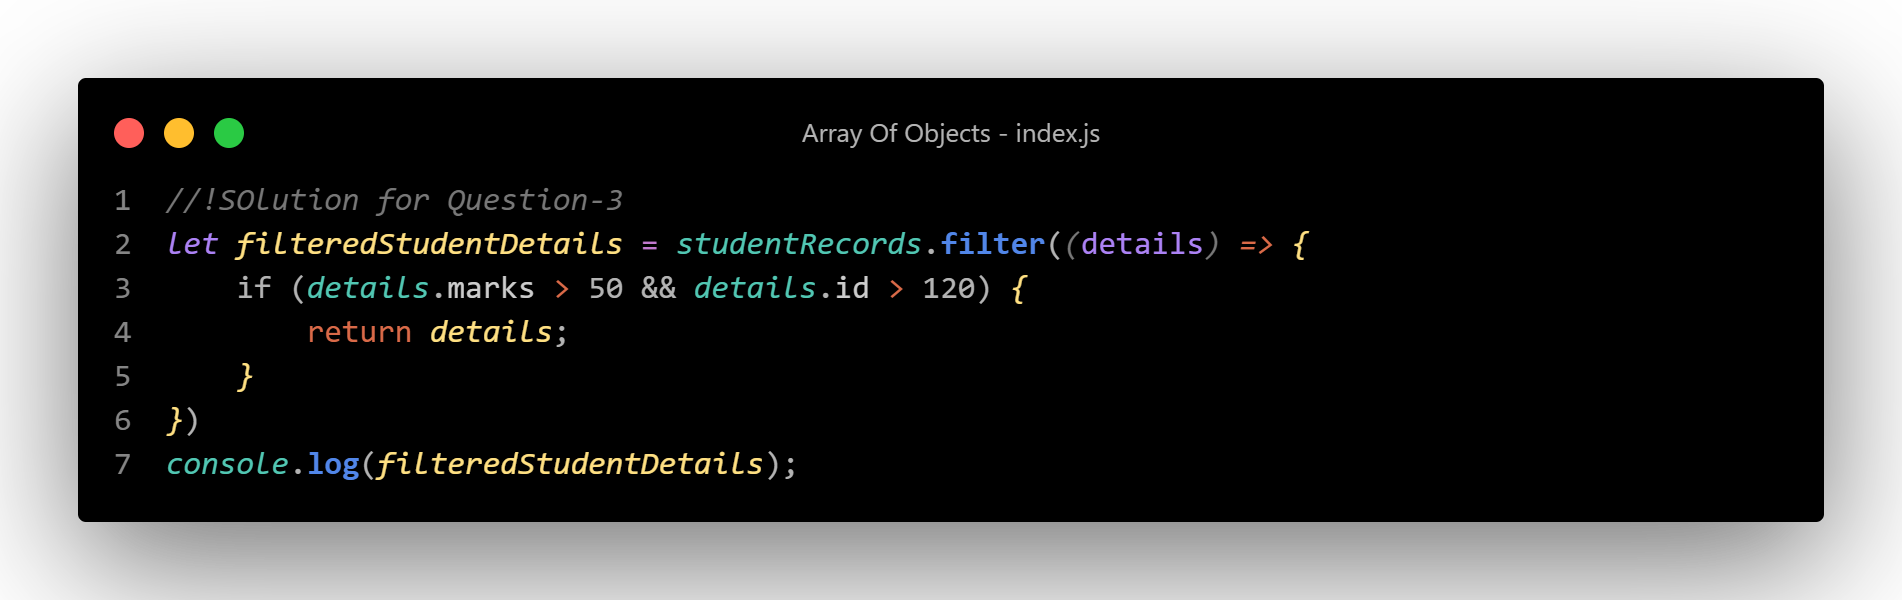 Array Of Objects - index.js
1 //!SOlution for Question-3
2 let filteredStudentDetails = studentRecords.filter((details) => {
3     if (details.marks > 50 && details.id > 120) {
4         return details;
5     }
6 })
7 console.log(filteredStudentDetails);